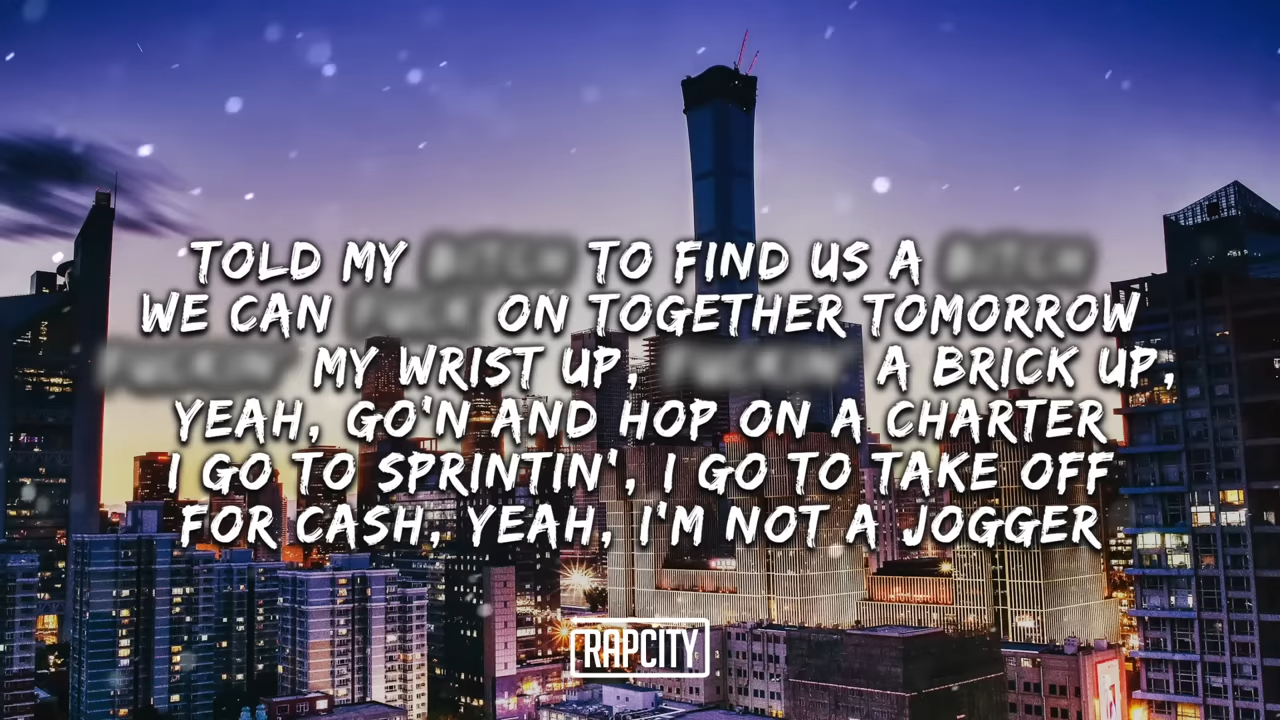 TOLD MY TO FIND US A
WE CAN ON TOGETHER TOMORROW
MY WRIST UP, A BRICK UP,
YEAH, GO'N AND HOP ON A CHARTER
I GO TO SPRINTIN', I GO TO TAKE OFF
FOR CASH, YEAH, I'M NOT A JOGGER
RAPCITY